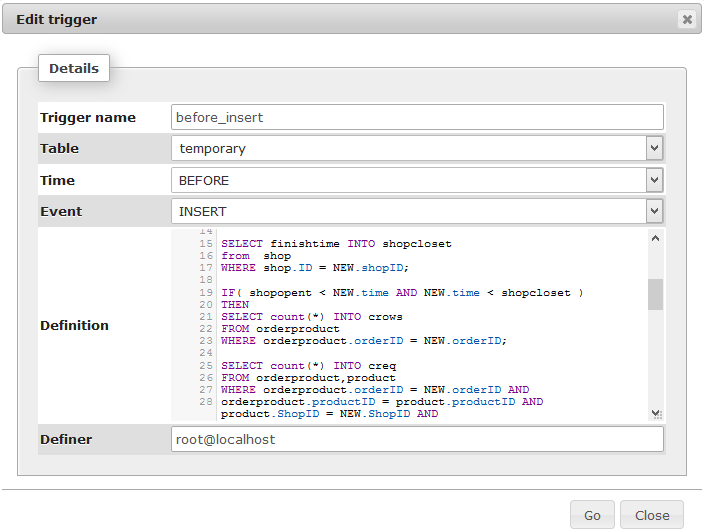 Edit trigger
Details
Trigger name before_insert
Table temporary
Time BEFORE
Event INSERT
Definition
14
15 SELECT finishtime INTO shopcloset
16 from  shop
17 WHERE shop.ID = NEW.shopID;
18
19 IF( shopopent < NEW.time AND NEW.time < shopcloset )
20 THEN
21 SELECT count(*) INTO crows
22 FROM orderproduct
23 WHERE orderproduct.orderID = NEW.orderID;
24
25 SELECT count(*) INTO creq
26 FROM orderproduct,product
27 WHERE orderproduct.orderID = NEW.orderID AND
28 orderproduct.productID = product.productID AND
product.ShopID = NEW.ShopID AND
Definer root@localhost
Go Close